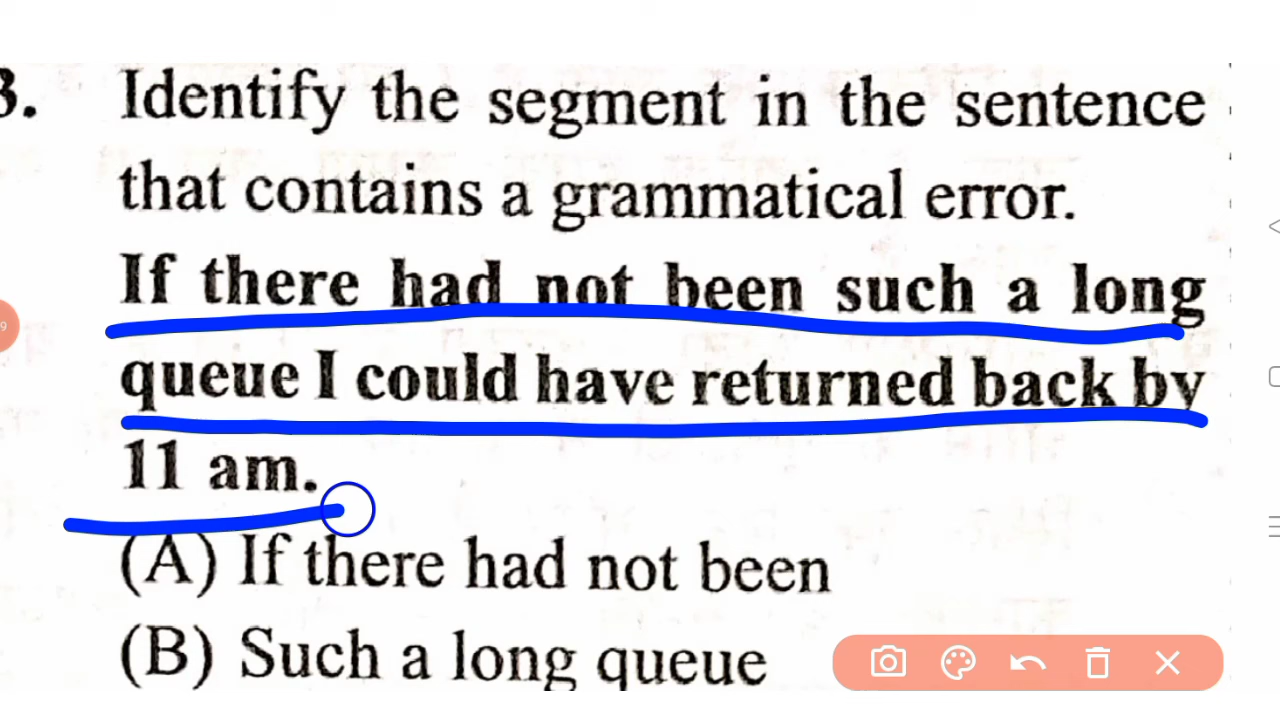 3. Identify the segment in the sentence
that contains a grammatical error.
If there had not been such a long
queue I could have returned back by
11 am.
(A) If there had not been
(B) Such a long queue
9